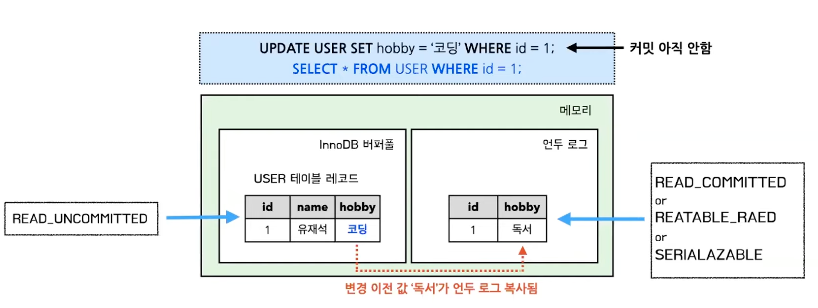 UPDATE USER SET hobby = ‘코딩’ WHERE id = 1;
커밋 아직 안함
SELECT * FROM USER WHERE id = 1;
메모리
InnoDB 버퍼풀
언두 로그
USER 테이블 레코드
id name hobby
1 유재석 코딩
id hobby
1 독서
READ_UNCOMMITTED
READ_COMMITTED
or
REATABLE_RAED
or
SERIALAZABLE
변경 이전 값 ‘독서’가 언두 로그 복사됨